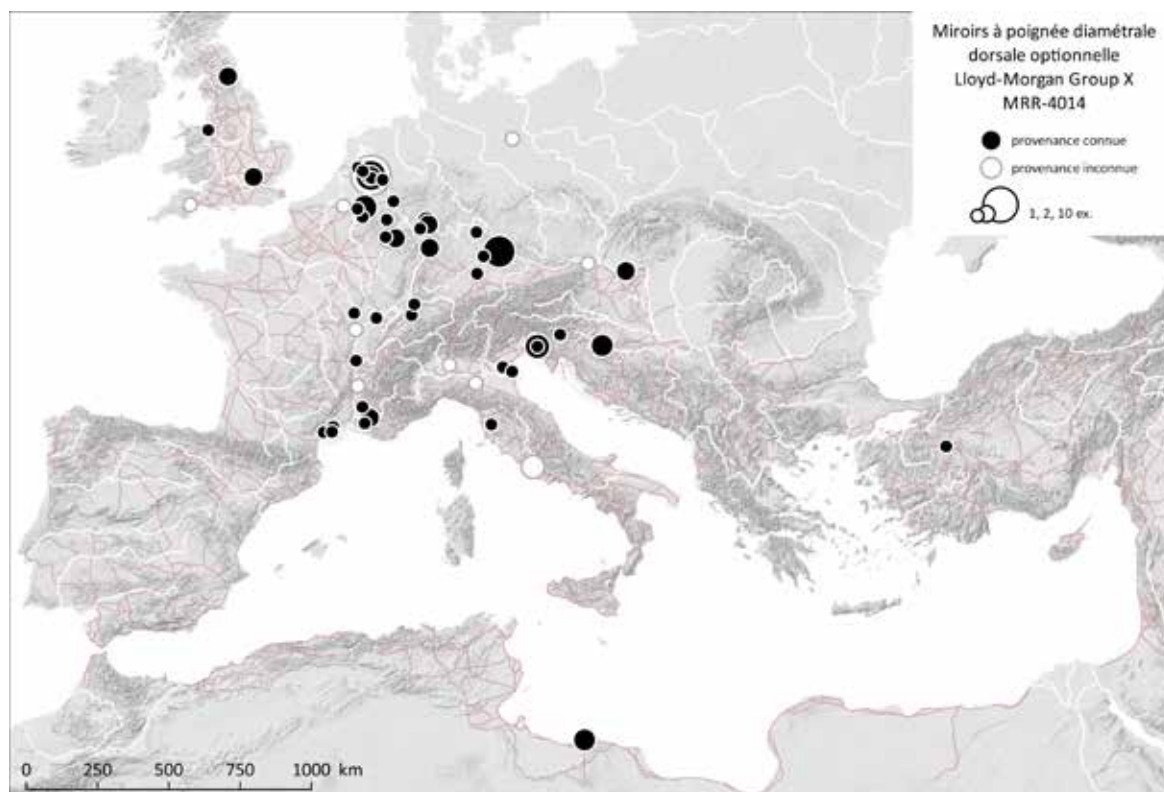 Miroirs à poignée diamétrale
dorsale optionnelle
Lloyd-Morgan Group X
MRR-4014
provenance connue
provenance inconnue
1, 2, 10 ex.
0 250 500 750 1000 km